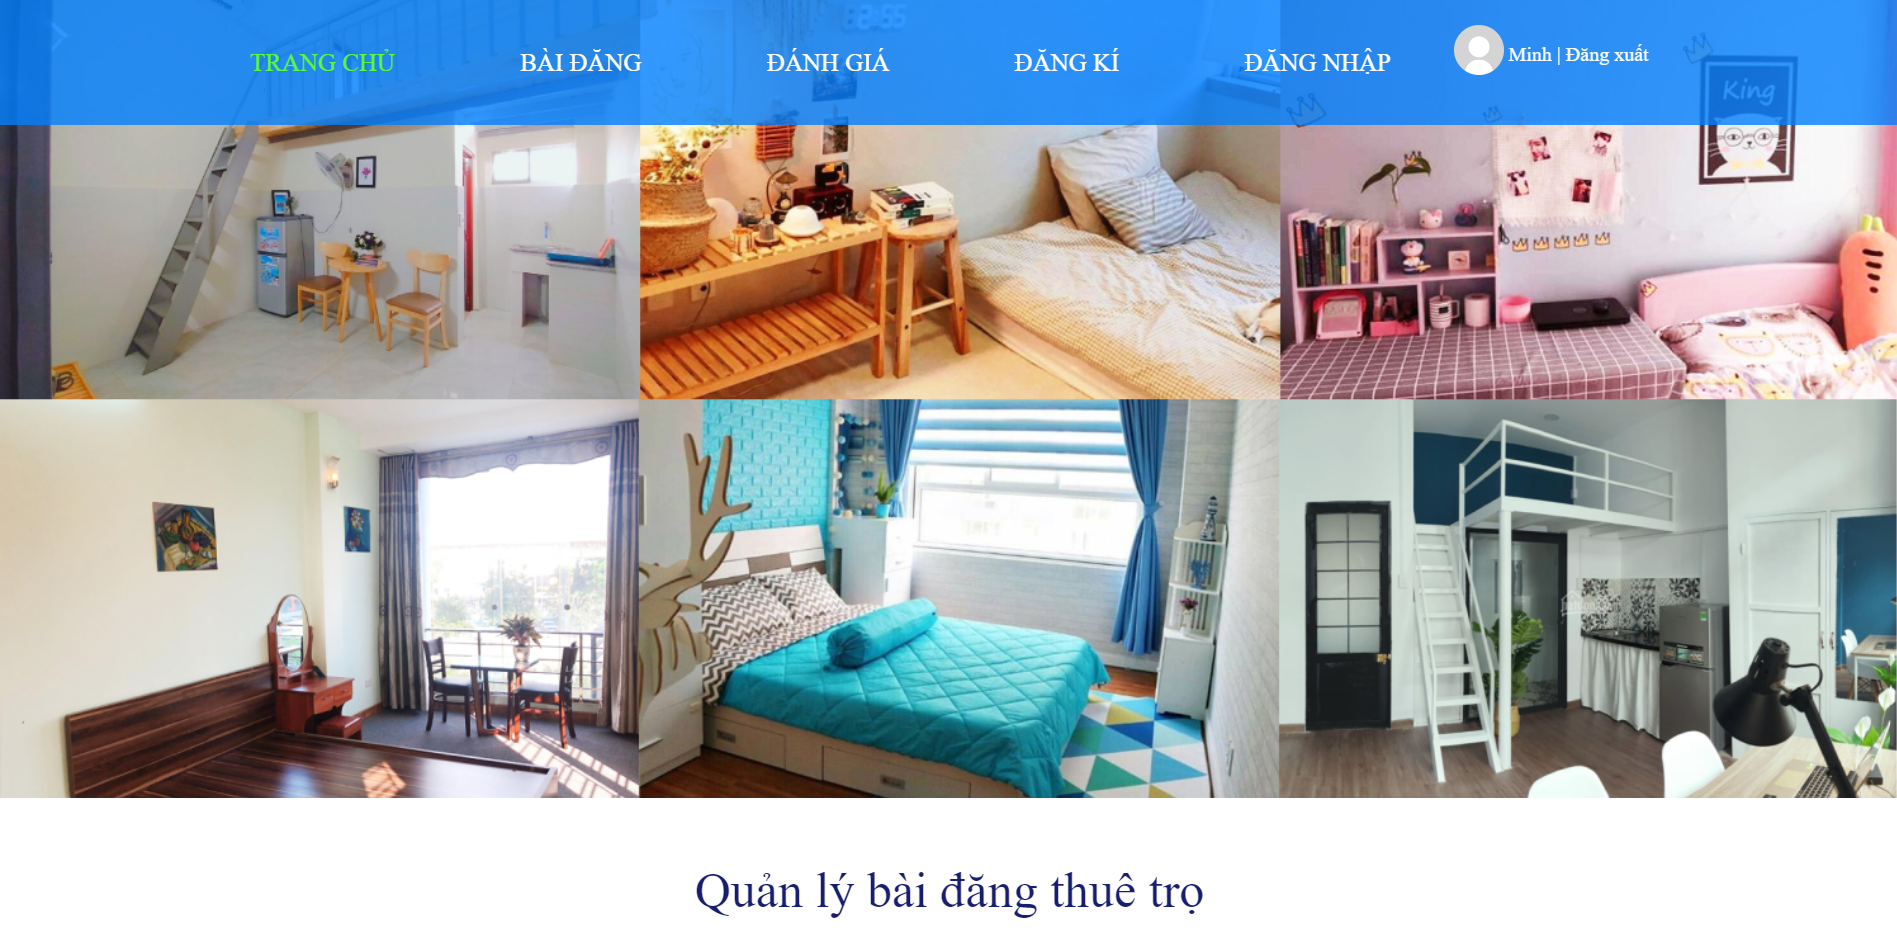 TRANG CHỦ
BÀI ĐĂNG
ĐÁNH GIÁ
ĐĂNG KÍ
ĐĂNG NHẬP
Minh | Đăng xuất
King
Quản lý bài đăng thuê trọ